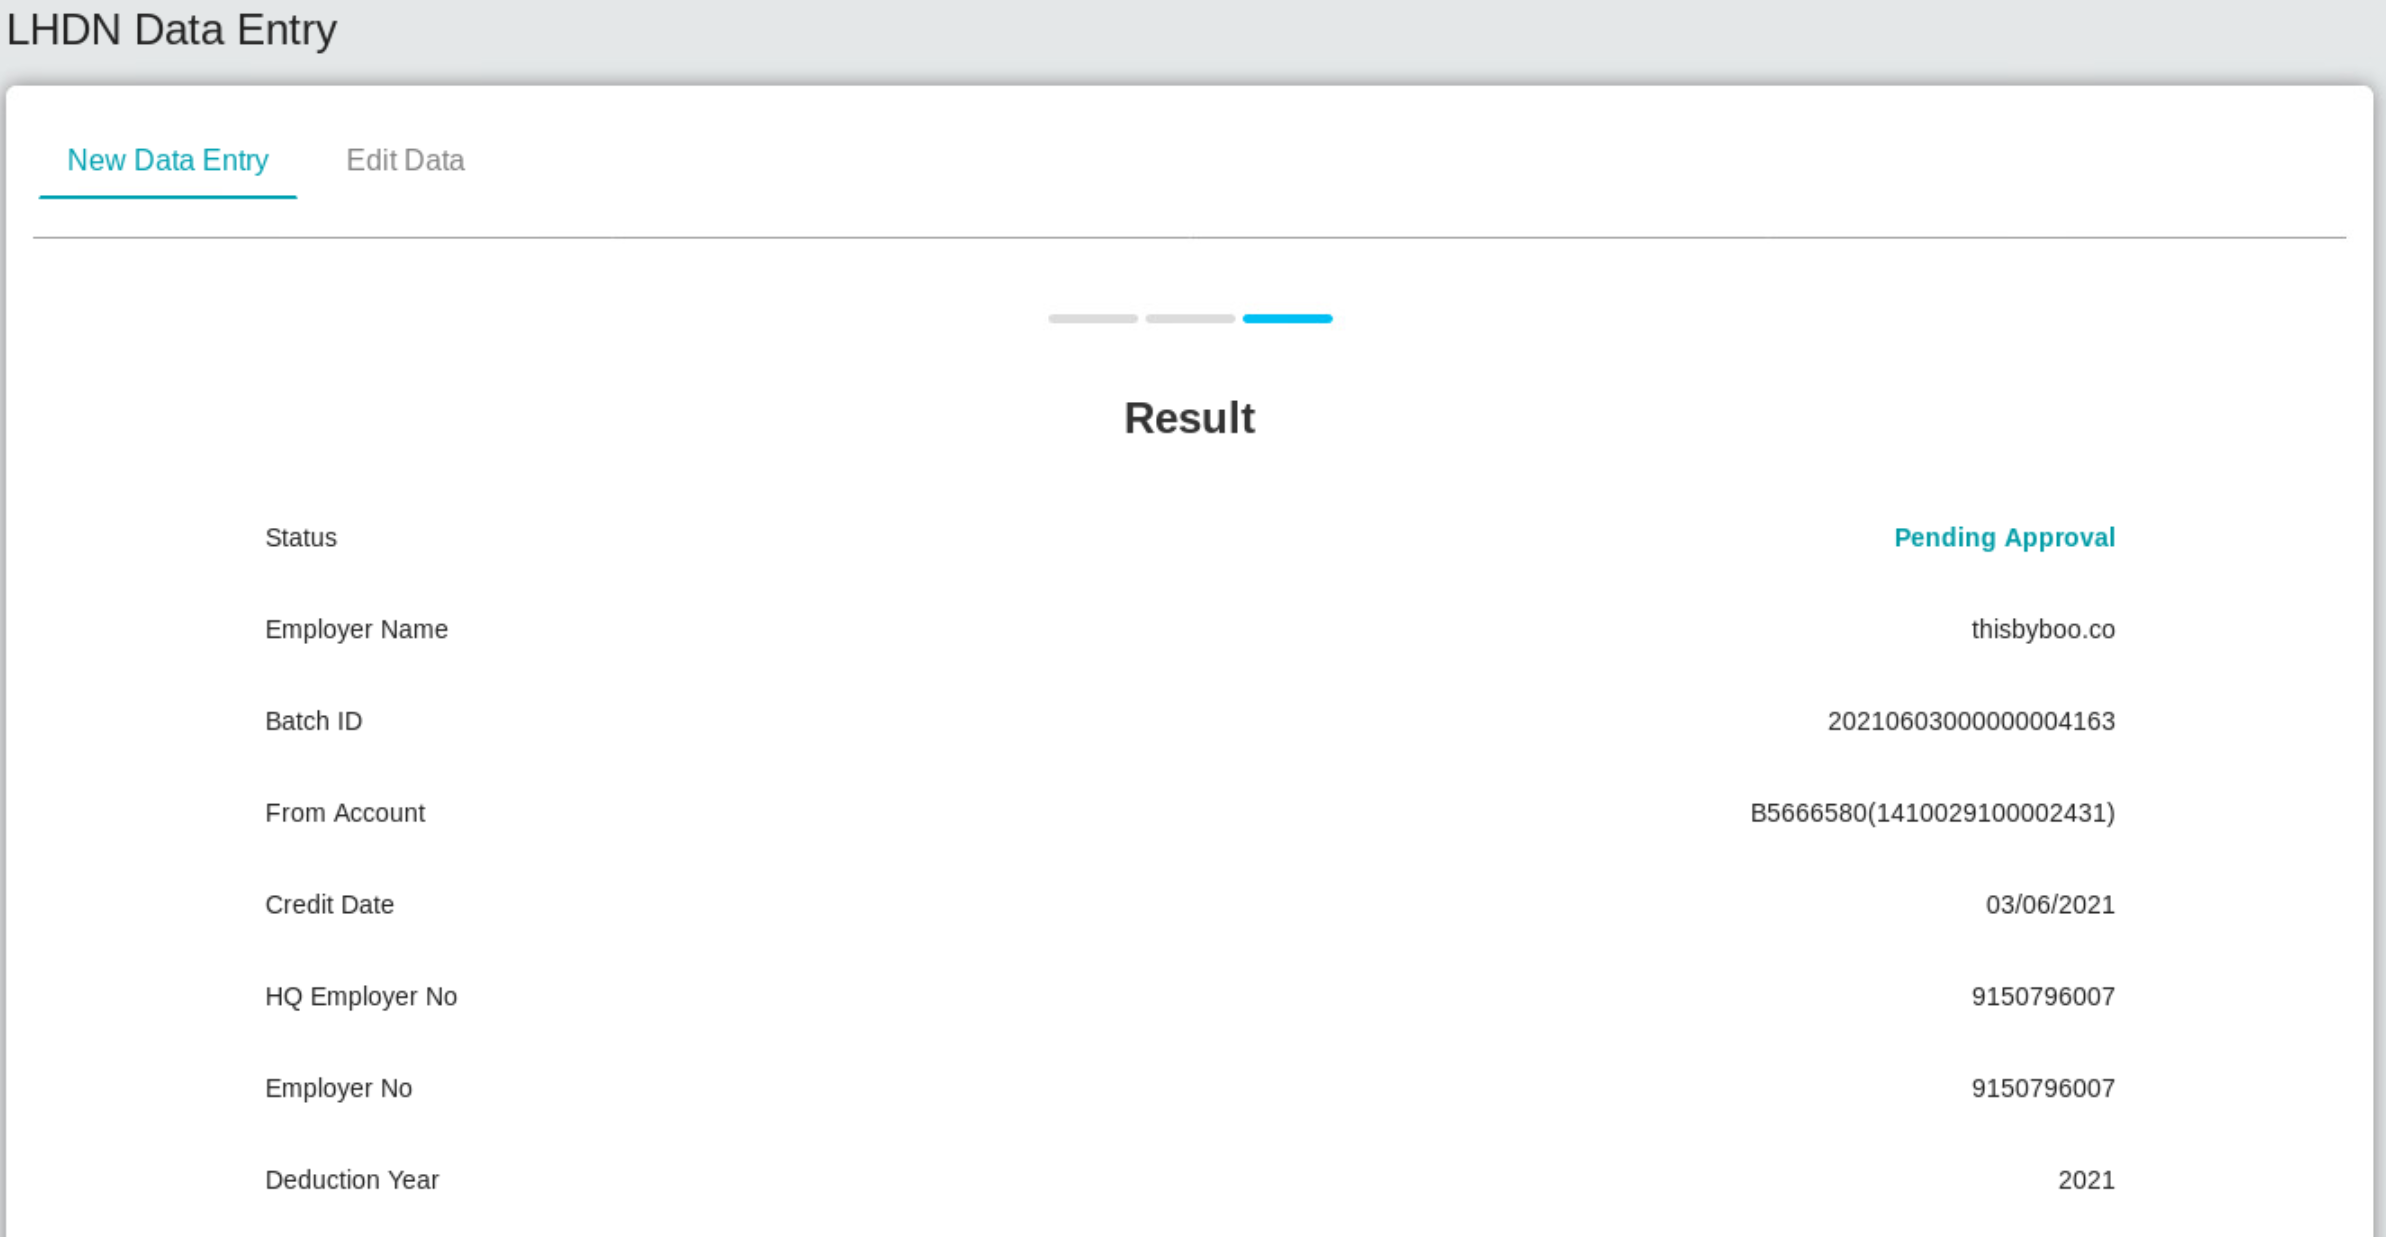 LHDN Data Entry
New Data Entry Edit Data
Result
Status Pending Approval
Employer Name thisbyboo.co
Batch ID 20210603000000004163
From Account B5666580(1410029100002431)
Credit Date 03/06/2021
HQ Employer No 9150796007
Employer No 9150796007
Deduction Year 2021